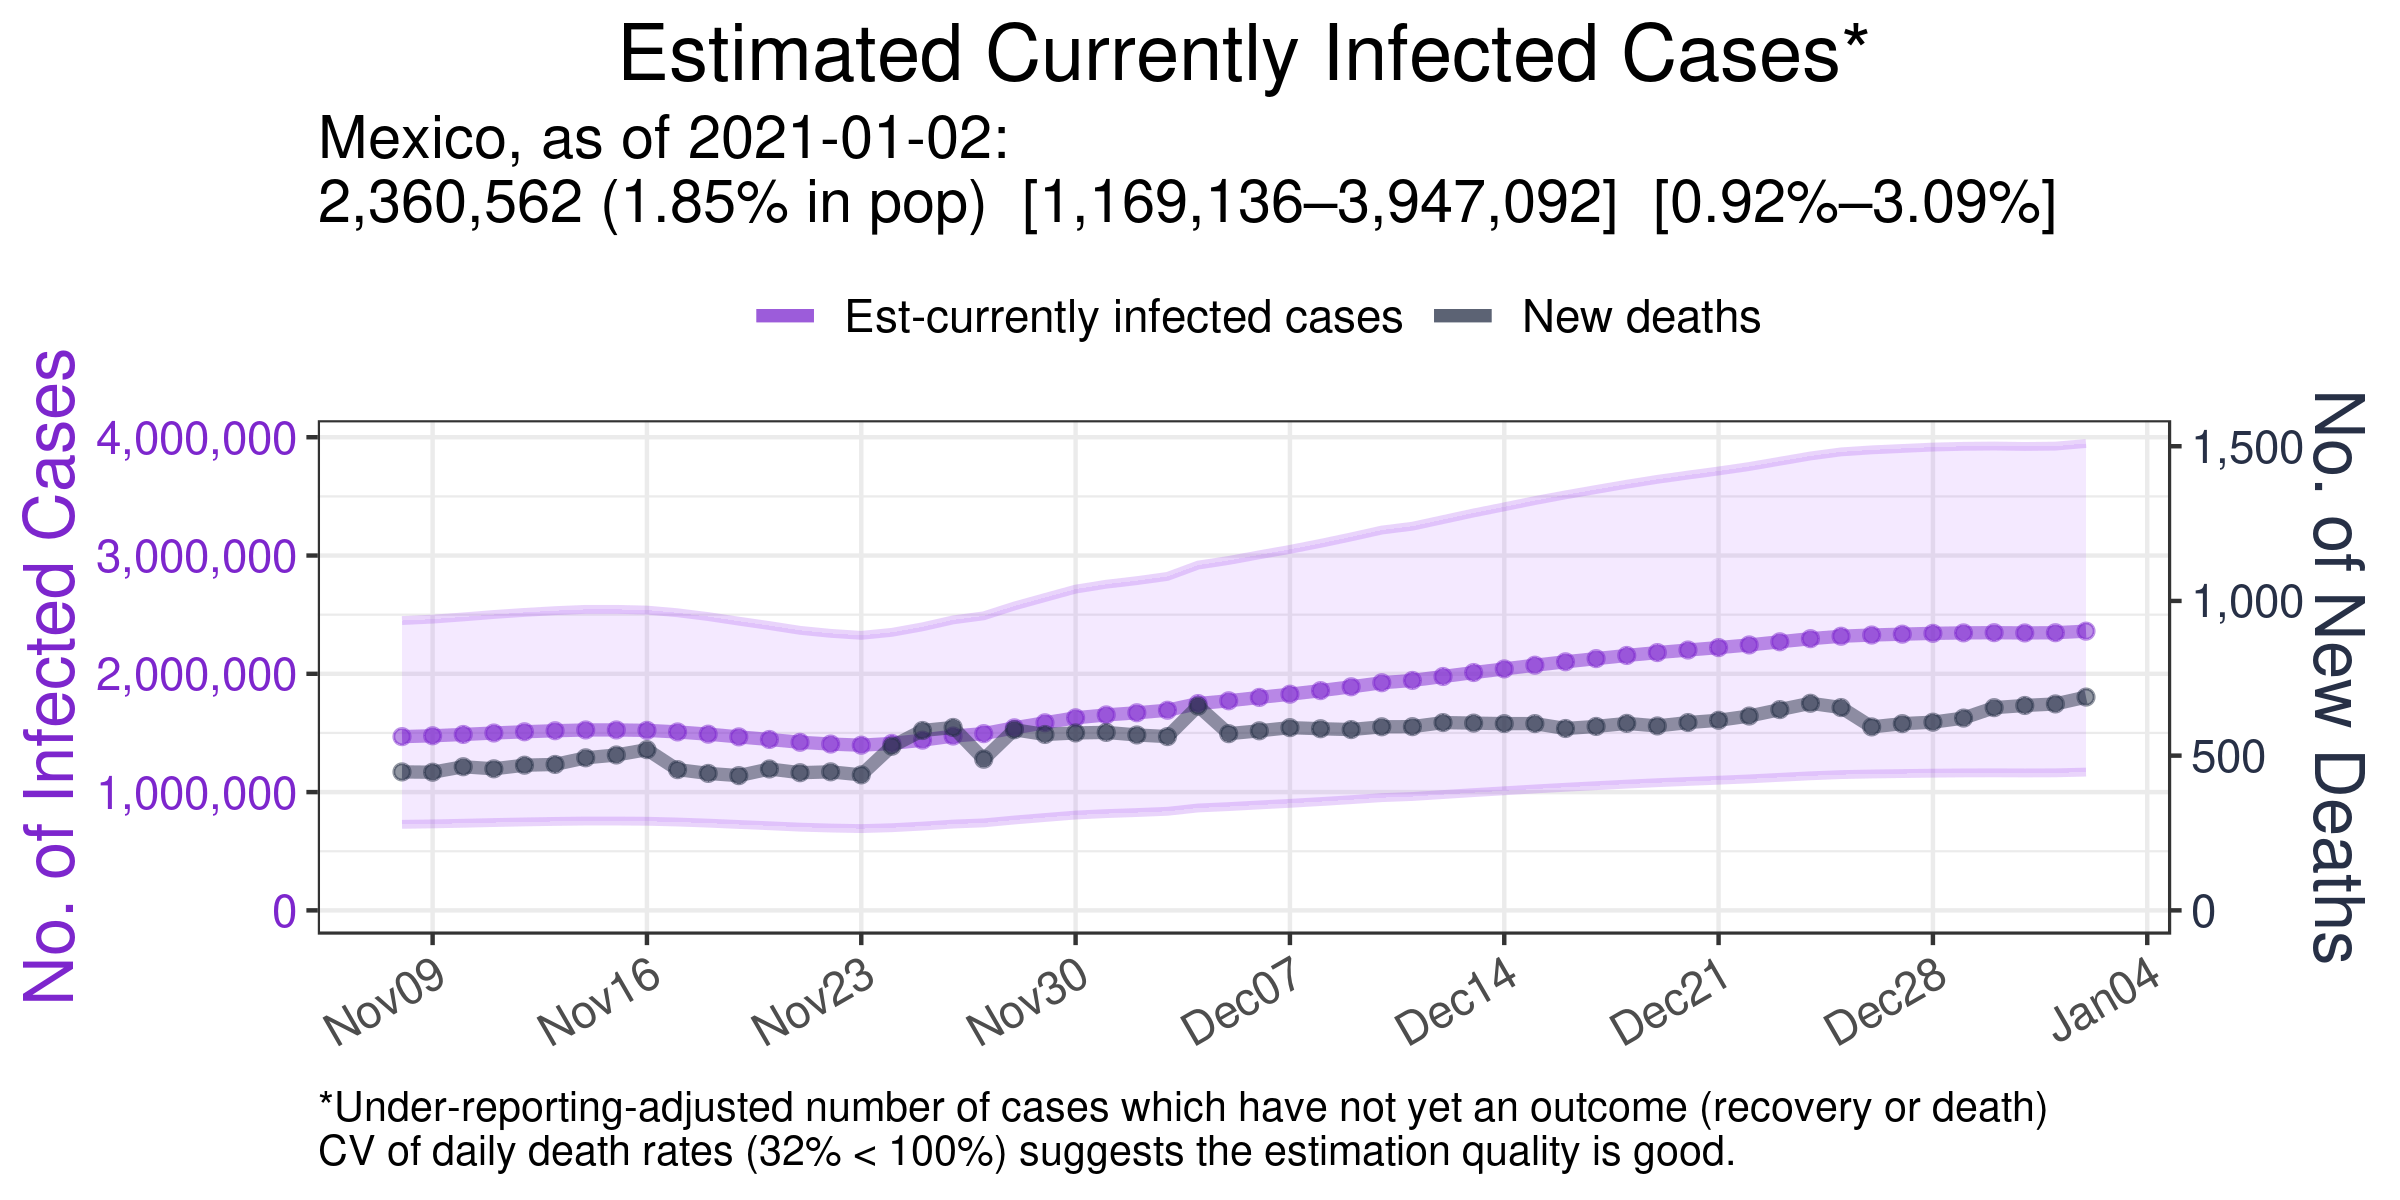 Estimated Currently Infected Cases*
Mexico, as of 2021-01-02:
2,360,562 (1.85% in pop) [1,169,136–3,947,092] [0.92%–3.09%]
Est-currently infected cases
New deaths
No. of Infected Cases
4,000,000
3,000,000
2,000,000
1,000,000
0
1,500
1,000
500
0
No. of New Deaths
Nov09
Nov16
Nov23
Nov30
Dec07
Dec14
Dec21
Dec28
Jan04
*Under-reporting-adjusted number of cases which have not yet an outcome (recovery or death)
CV of daily death rates (32% < 100%) suggests the estimation quality is good.